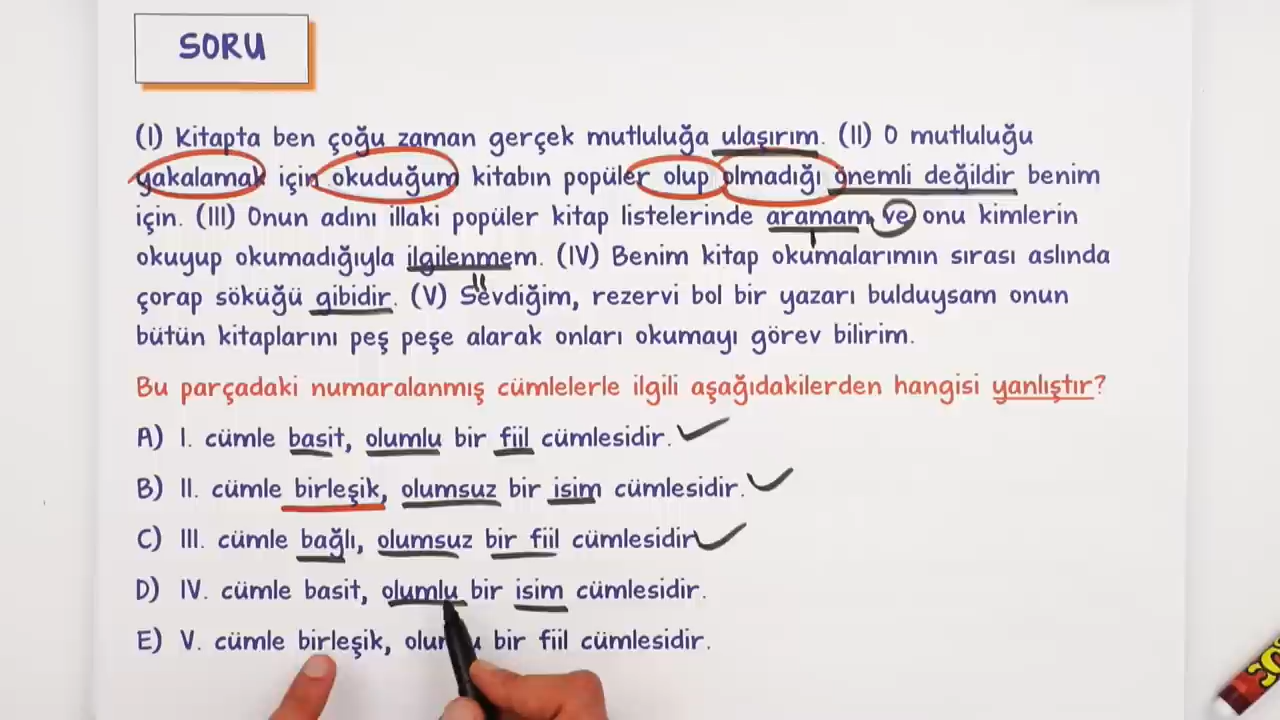 SORU
(I) Kitapta ben çoğu zaman gerçek mutluluğa ulaşırım. (II) O mutluluğu
yakalamak için okuduğum kitabın popüler olup olmadığı önemli değildir benim
için. (III) Onun adını illaki popüler kitap listelerinde aramam ve onu kimlerin
okuyup okumadığıyla ilgilenmem. (IV) Benim kitap okumalarımın sırası aslında
çorap söküğü gibidir. (V) Sevdiğim, rezervi bol bir yazarı bulduysam onun
bütün kitaplarını peş peşe alarak onları okumayı görev bilirim.
Bu parçadaki numaralanmış cümlelerle ilgili aşağıdakilerden hangisi yanlıştır?
A) I. cümle basit, olumlu bir fiil cümlesidir.
B) II. cümle birleşik, olumsuz bir isim cümlesidir.
C) III. cümle bağlı, olumsuz bir fiil cümlesidir
D) IV. cümle basit, olumlu bir isim cümlesidir.
E) V. cümle birleşik, bir fiil cümlesidir.